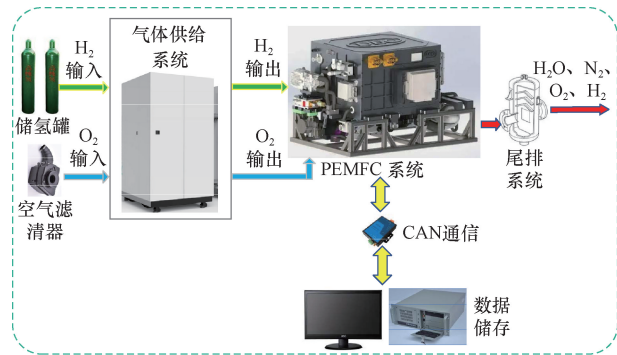 气体供给
系统
H₂
输入
储氢罐
O₂
输入
空气滤
清器
H₂
输出
O₂
输出
PEMFC 系统
H₂O、N₂、
O₂、H₂
尾排
系统
CAN通信
数据
储存